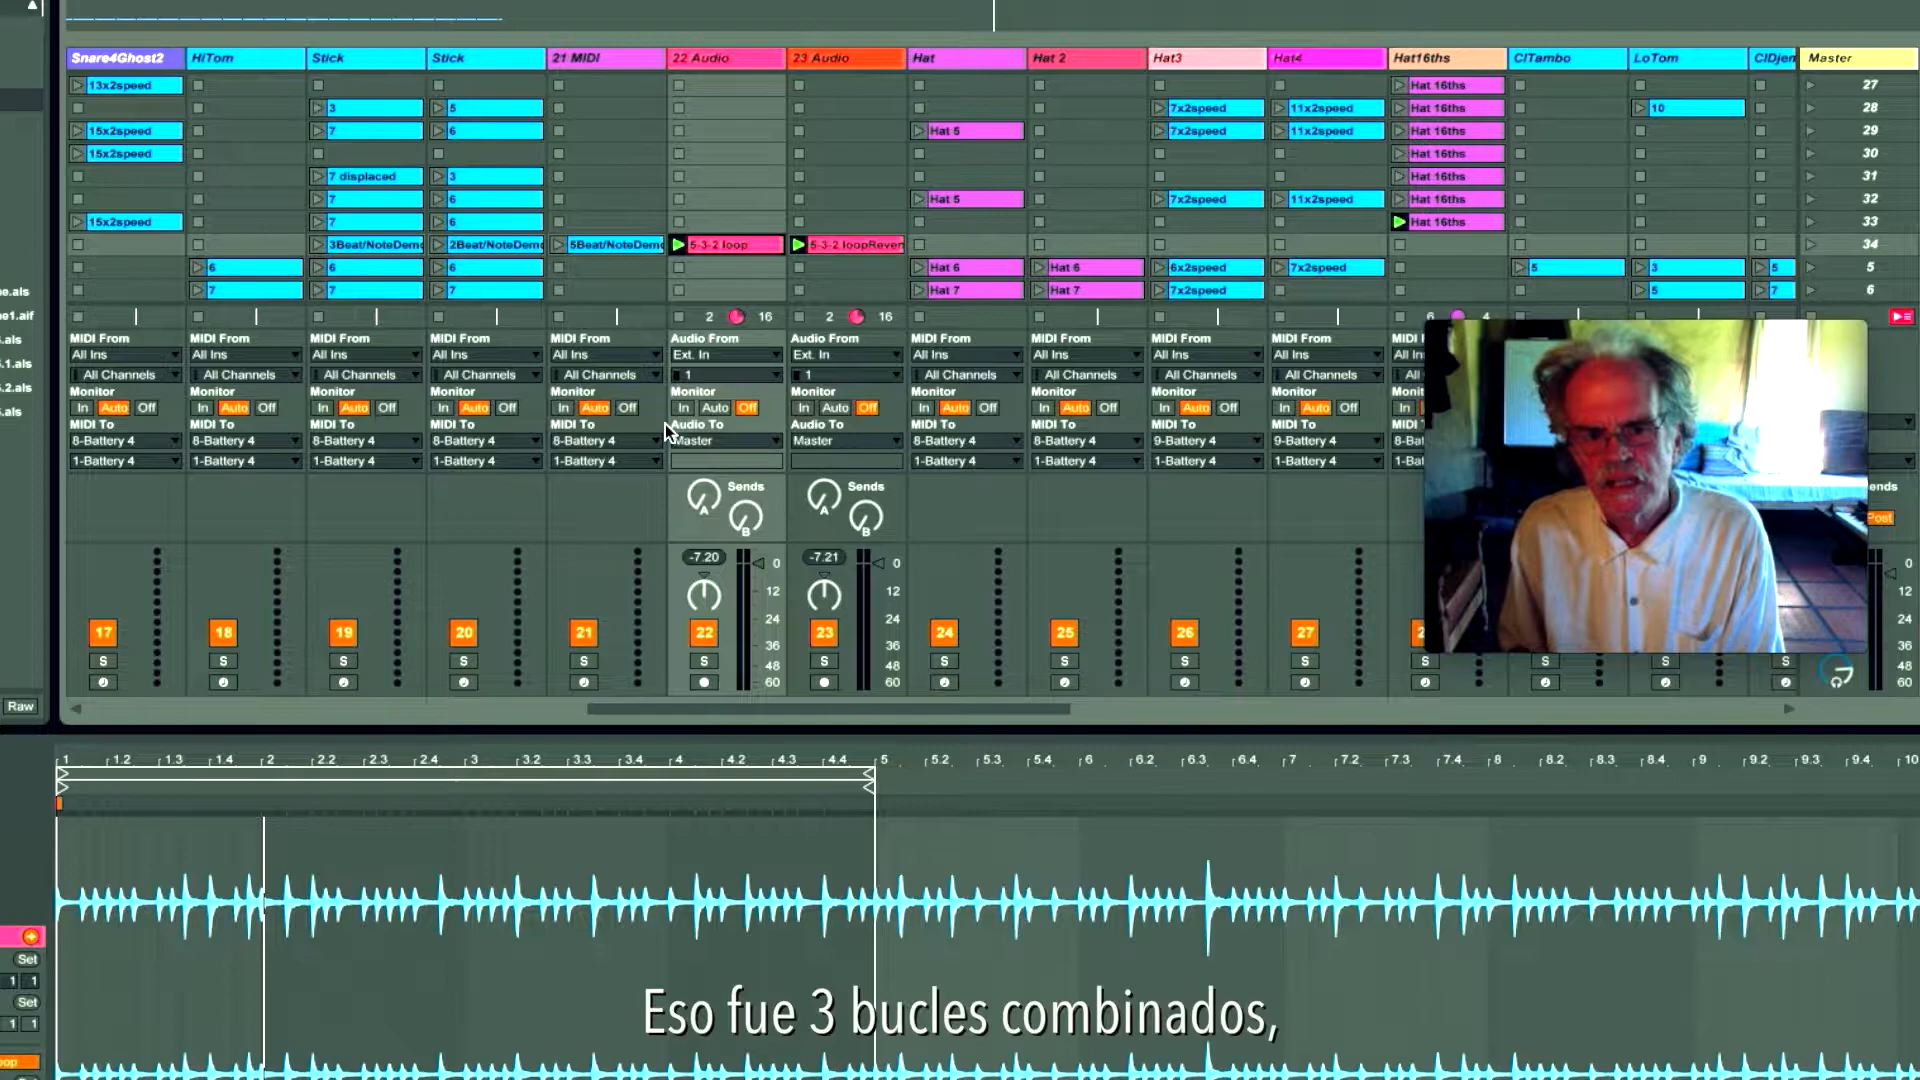 Snare4Ghost2 HiTom Stick Stick 21 MIDI 22 Audio 23 Audio Hat Hat 2 Hat3 Hat4 Hat16ths ClTambo LoTom ClDjem Master
13x2speed Hat 16ths 27
3 5 7x2speed 11x2speed Hat 16ths 10 28
15x2speed 7 6 Hat 5 7x2speed 11x2speed Hat 16ths 29
15x2speed Hat 16ths 30
7 displaced 3 Hat 16ths 31
7 6 Hat 5 7x2speed 11x2speed Hat 16ths 32
15x2speed 7 6 Hat 16ths 33
3Beat/NoteDemo 2Beat/NoteDemo 5Beat/NoteDemo 5-3-2 loop 5-3-2 loopRever 34
6 6 6 Hat 6 Hat 6 6x2speed 7x2speed 5 3 5 5
e.als
7 7 7 Hat 7 Hat 7 7x2speed 5 7 6
e1.aif
2 16 2 16 6 4
.als
MIDI From MIDI From MIDI From MIDI From MIDI From Audio From Audio From MIDI From MIDI From MIDI From MIDI From MIDI
All Ins All Ins All Ins All Ins All Ins Ext. In Ext. In All Ins All Ins All Ins All Ins All In
.1.als
All Channels All Channels All Channels All Channels All Channels 1 1 All Channels All Channels All Channels All Channels All
.2.als
Monitor Monitor Monitor Monitor Monitor Monitor Monitor Monitor Monitor Monitor Monitor Monit
In Auto Off In Auto Off In Auto Off In Auto Off In Auto Off In Auto Off In Auto Off In Auto Off In Auto Off In Auto Off In Auto Off In
.als
MIDI To MIDI To MIDI To MIDI To MIDI To Audio To Audio To MIDI To MIDI To MIDI To MIDI To MIDI
8-Battery 4 8-Battery 4 8-Battery 4 8-Battery 4 8-Battery 4 Master Master 8-Battery 4 8-Battery 4 9-Battery 4 9-Battery 4 8-Bat
1-Battery 4 1-Battery 4 1-Battery 4 1-Battery 4 1-Battery 4 1-Battery 4 1-Battery 4 1-Battery 4 1-Battery 4 1-Bat
Sends Sends ends
A B A B
Post
-7.20 0 -7.21 0 0
12 12 12
24 24 24
17 18 19 20 21 22 23 24 25 26 27 2
36 36 36
S S S S S S S S S S S S S S S
48 48 48
60 60 60
Raw
1 1.2 1.3 1.4 2 2.2 2.3 2.4 3 3.2 3.3 3.4 4 4.2 4.3 4.4 5 5.2 5.3 5.4 6 6.2 6.3 6.4 7 7.2 7.3 7.4 8 8.2 8.3 8.4 9 9.2 9.3 9.4 10
Set
1 1
Set
1 1
Eso fue 3 bucles combinados,
oop